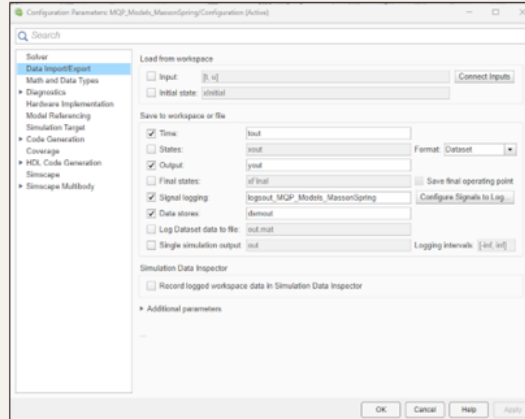 Configuration Parameters: MQP_Models_MassonSpring/Configuration (Active)
Search
Solver
Data Import/Export
Math and Data Types
Diagnostics
Hardware Implementation
Model Referencing
Simulation Target
Code Generation
Coverage
HDL Code Generation
Simscape
Simscape Multibody
Load from workspace
Input: [t, u] Connect Inputs
Initial state: xInitial
Save to workspace or file
Time: tout
States: xout Format: Dataset
Output: yout
Final states: xFinal Save final operating point
Signal logging: logsout_MQP_Models_MassonSpring Configure Signals to Log...
Data stores: dsmout
Log Dataset data to file: out.mat
Single simulation output: out Logging intervals: [-inf, inf]
Simulation Data Inspector
Record logged workspace data in Simulation Data Inspector
Additional parameters
...
OK Cancel Help Apply